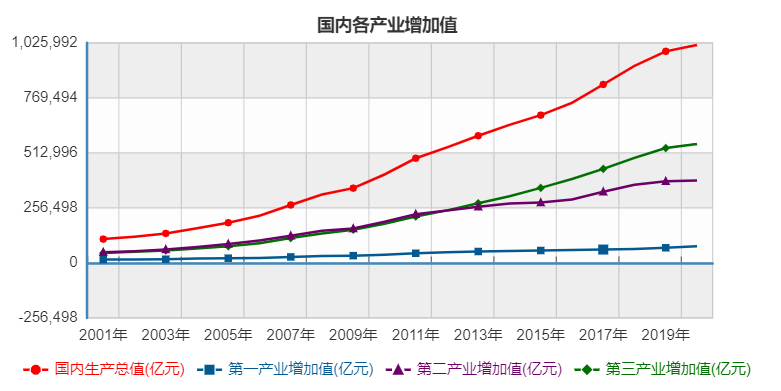 国内各产业增加值
1,025,992
769,494
512,996
256,498
0
-256,498
2001年 2003年 2005年 2007年 2009年 2011年 2013年 2015年 2017年 2019年
国内生产总值(亿元) 第一产业增加值(亿元) 第二产业增加值(亿元) 第三产业增加值(亿元)